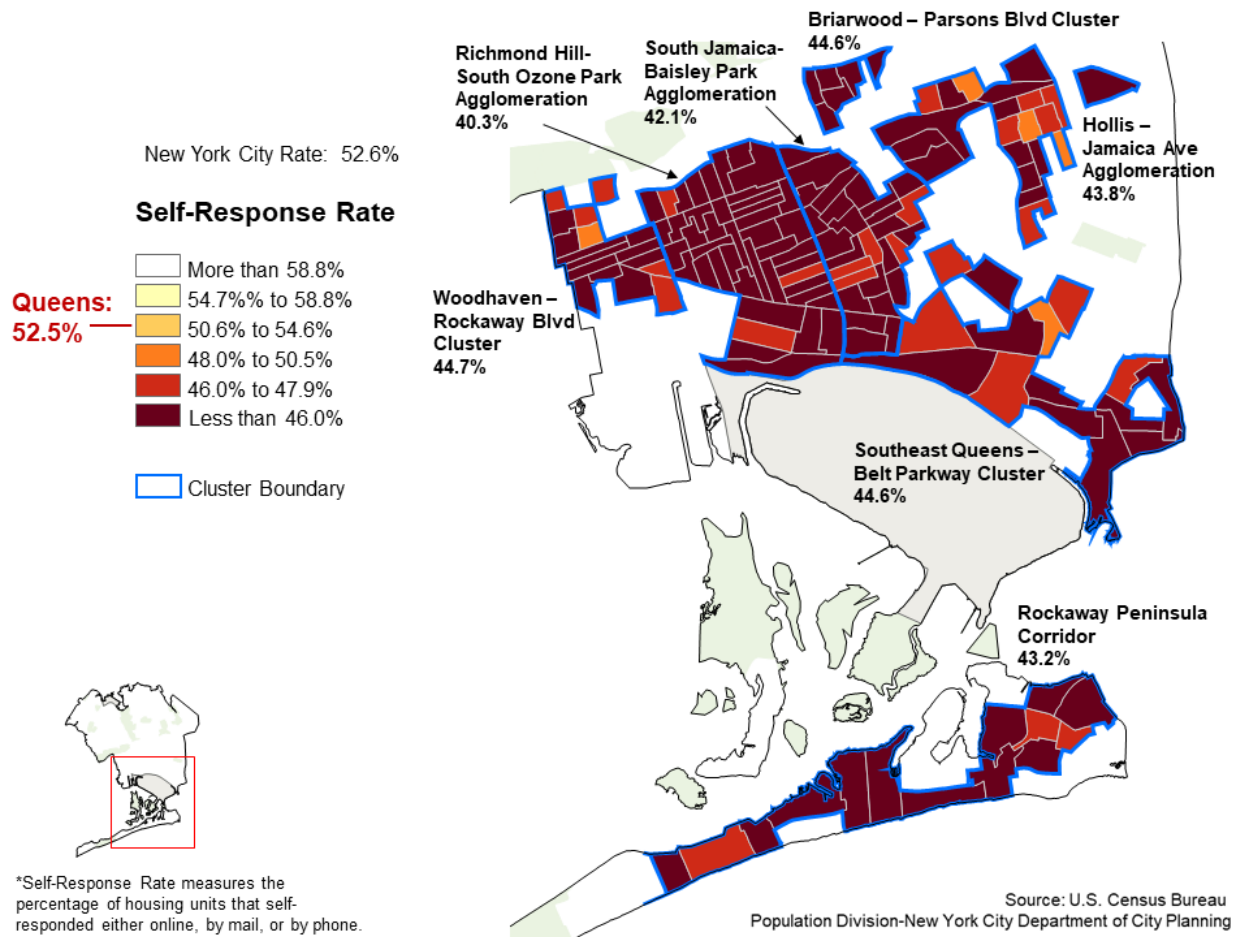 Briarwood – Parsons Blvd Cluster
44.6%
Richmond Hill-
South Ozone Park
Agglomeration
40.3%
South Jamaica-
Baisley Park
Agglomeration
42.1%
Hollis –
Jamaica Ave
Agglomeration
43.8%
New York City Rate: 52.6%
Self-Response Rate
More than 58.8%
54.7%% to 58.8%
50.6% to 54.6%
48.0% to 50.5%
46.0% to 47.9%
Less than 46.0%
Cluster Boundary
Queens:
52.5%
Woodhaven –
Rockaway Blvd
Cluster
44.7%
Southeast Queens –
Belt Parkway Cluster
44.6%
Rockaway Peninsula
Corridor
43.2%
*Self-Response Rate measures the
percentage of housing units that self-
responded either online, by mail, or by phone.
Source: U.S. Census Bureau
Population Division-New York City Department of City Planning